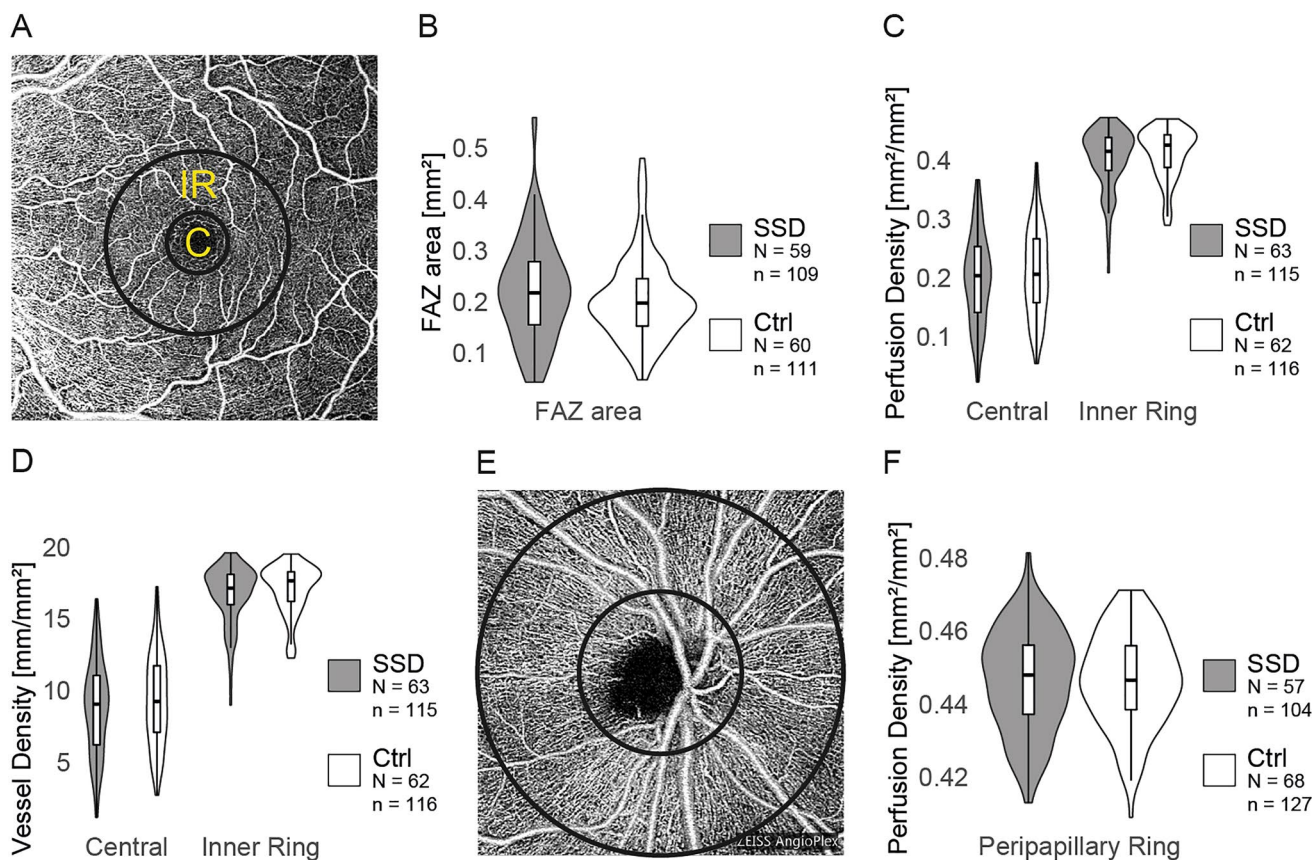 A
IR
C
B
FAZ area [mm²]
0.5
0.4
0.3
0.2
0.1
FAZ area
SSD
N = 59
n = 109
Ctrl
N = 60
n = 111
C
Perfusion Density [mm²/mm²]
0.4
0.3
0.2
0.1
Central
Inner Ring
SSD
N = 63
n = 115
Ctrl
N = 62
n = 116
D
Vessel Density [mm/mm²]
20
15
10
5
Central
Inner Ring
SSD
N = 63
n = 115
Ctrl
N = 62
n = 116
E
ZEISS AngioPlex
F
Perfusion Density [mm²/mm²]
0.48
0.46
0.44
0.42
Peripapillary Ring
SSD
N = 57
n = 104
Ctrl
N = 68
n = 127